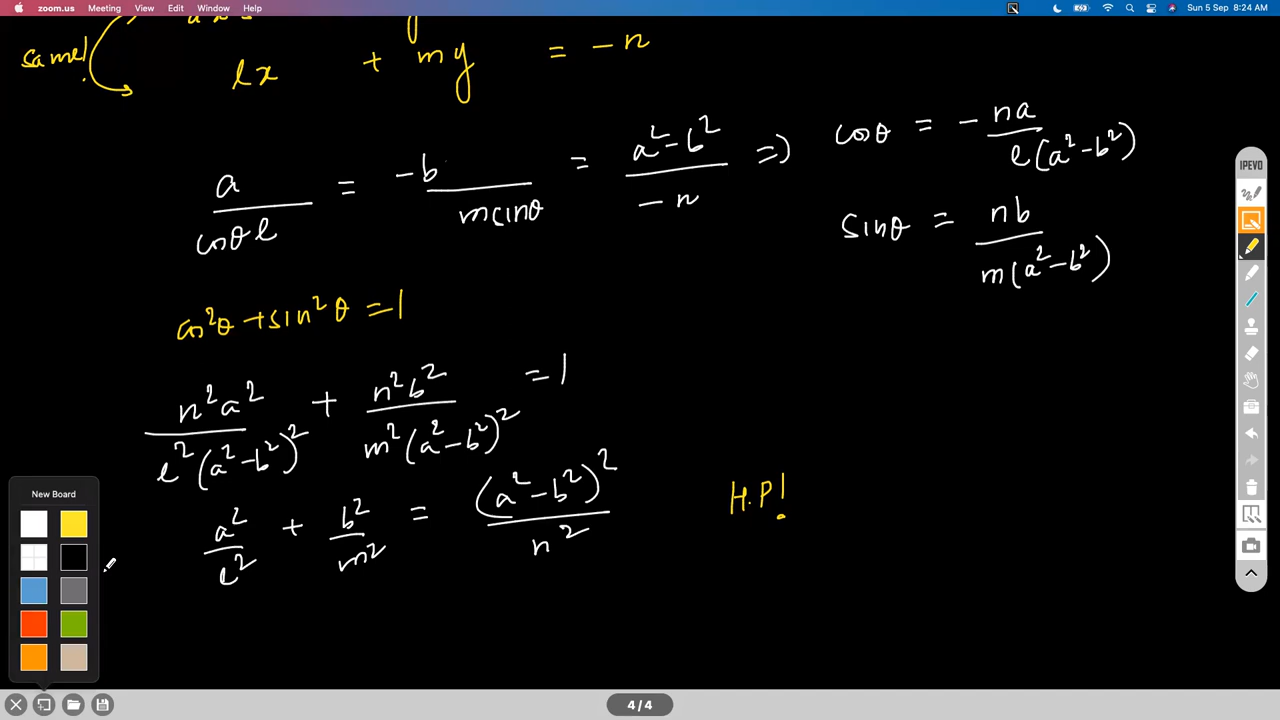 zoom.us Meeting View Edit Window Help Sun 5 Sep 8:24 AM
same!
lx + my = -n
a/(cosθ l) = -b/(m sinθ) = (a²-b²)/(-n) => cosθ = - na/(l(a²-b²))
sinθ = nb/(m(a²-b²))
cos²θ + sin²θ = 1
n²a²/(l²(a²-b²)²) + n²b²/(m²(a²-b²)²) = 1
a²/l² + b²/m² = (a²-b²)²/n²
H.P!
IPEVO
New Board
4/4